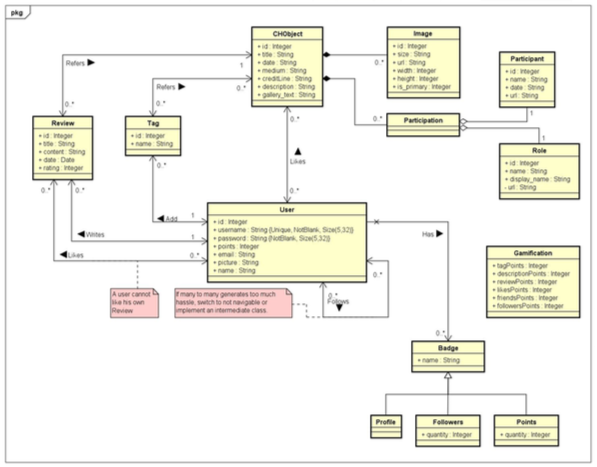 pkg
CHObject
+ id : Integer
+ title : String
+ date : String
+ medium : String
+ creditLine : String
+ description : String
+ gallery_text : String
Image
+ id : Integer
+ size : String
+ url : String
+ width : Integer
+ height : Integer
+ is_primary : Integer
Participant
+ id : Integer
+ name : String
+ date : String
+ url : String
Refers
1
0..*
0..*
Refers
0..*
0..*
0..*
0..*
1
Participation
Review
+ id : Integer
+ title : String
+ content : String
+ date : Date
+ rating : Integer
Tag
+ id : Integer
+ name : String
0..*
1
Role
+ id : Integer
+ name : String
+ display_name : String
- url : String
Likes
0..*
0..*
0..*
0..*
Add
1
Writes
1
Likes
0..*
User
+ id : Integer
+ username : String {Unique, NotBlank, Size(5,32)}
+ password : String {NotBlank, Size(5,32)}
+ points : Integer
+ email : String
+ picture : String
+ name : String
Has
0..*
0..*
Follows
Gamification
+ tagPoints : Integer
+ descriptionPoints : Integer
+ reviewPoints : Integer
+ likesPoints : Integer
+ friendsPoints : Integer
+ followersPoints : Integer
A user cannot
like his own
Review
If many to many generates too much
hassle, swtch to not navigable or
implement an intermediate class.
0..*
Badge
+ name : String
Profile
Followers
+ quantity : Integer
Points
+ quantity : Integer